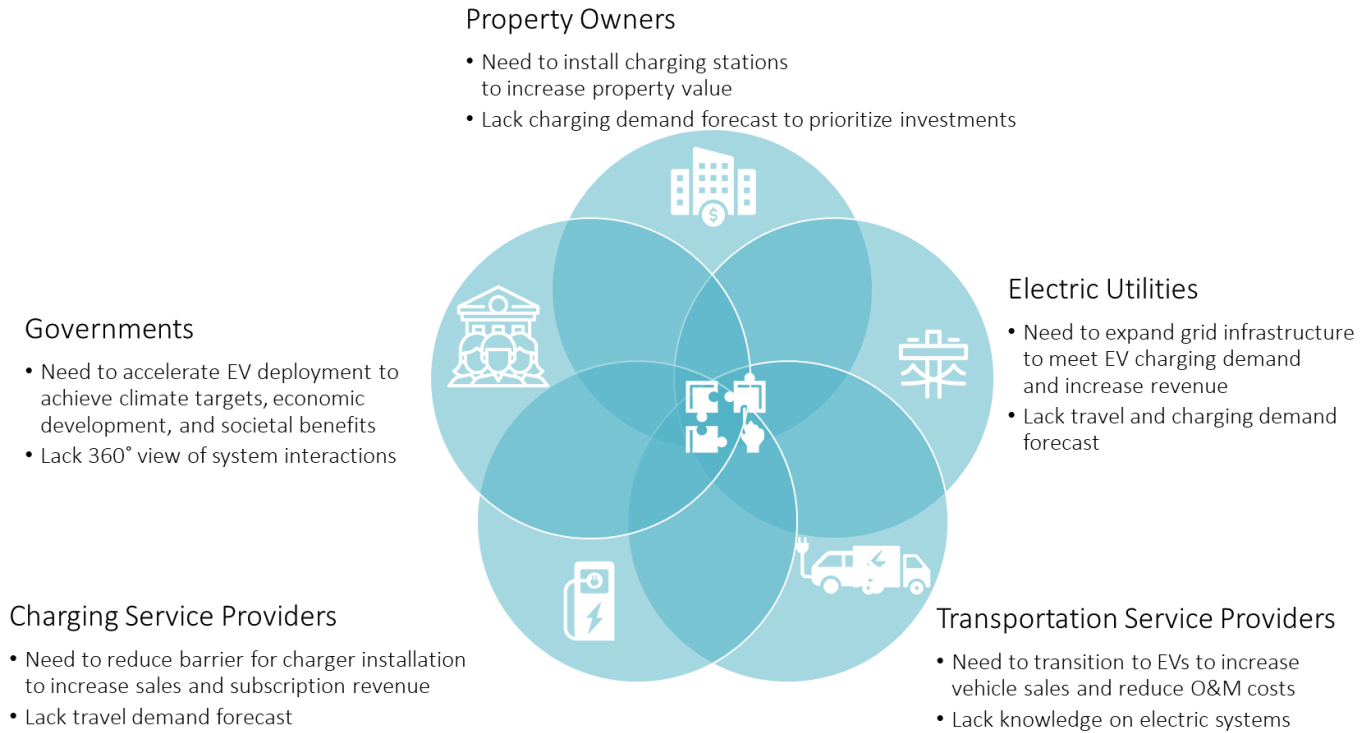 Property Owners
• Need to install charging stations
to increase property value
• Lack charging demand forecast to prioritize investments
Electric Utilities
• Need to expand grid infrastructure
to meet EV charging demand
and increase revenue
• Lack travel and charging demand
forecast
Governments
• Need to accelerate EV deployment to
achieve climate targets, economic
development, and societal benefits
• Lack 360° view of system interactions
$
Charging Service Providers
• Need to reduce barrier for charger installation
to increase sales and subscription revenue
• Lack travel demand forecast
Transportation Service Providers
• Need to transition to EVs to increase
vehicle sales and reduce O&M costs
• Lack knowledge on electric systems